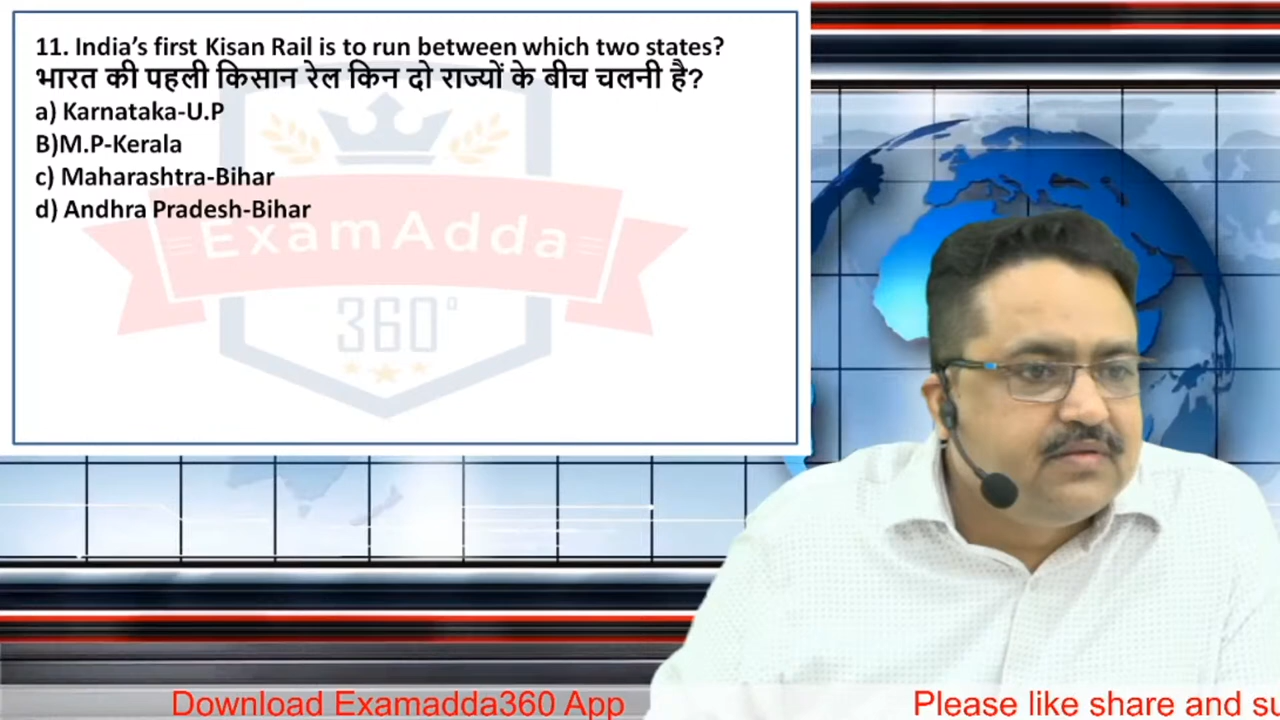 11. India’s first Kisan Rail is to run between which two states?
भारत की पहली किसान रेल किन दो राज्यों के बीच चलनी है?
a) Karnataka-U.P
B)M.P-Kerala
c) Maharashtra-Bihar
d) Andhra Pradesh-Bihar
ExamAdda
360°
Download Examadda360 App
Please like share and su